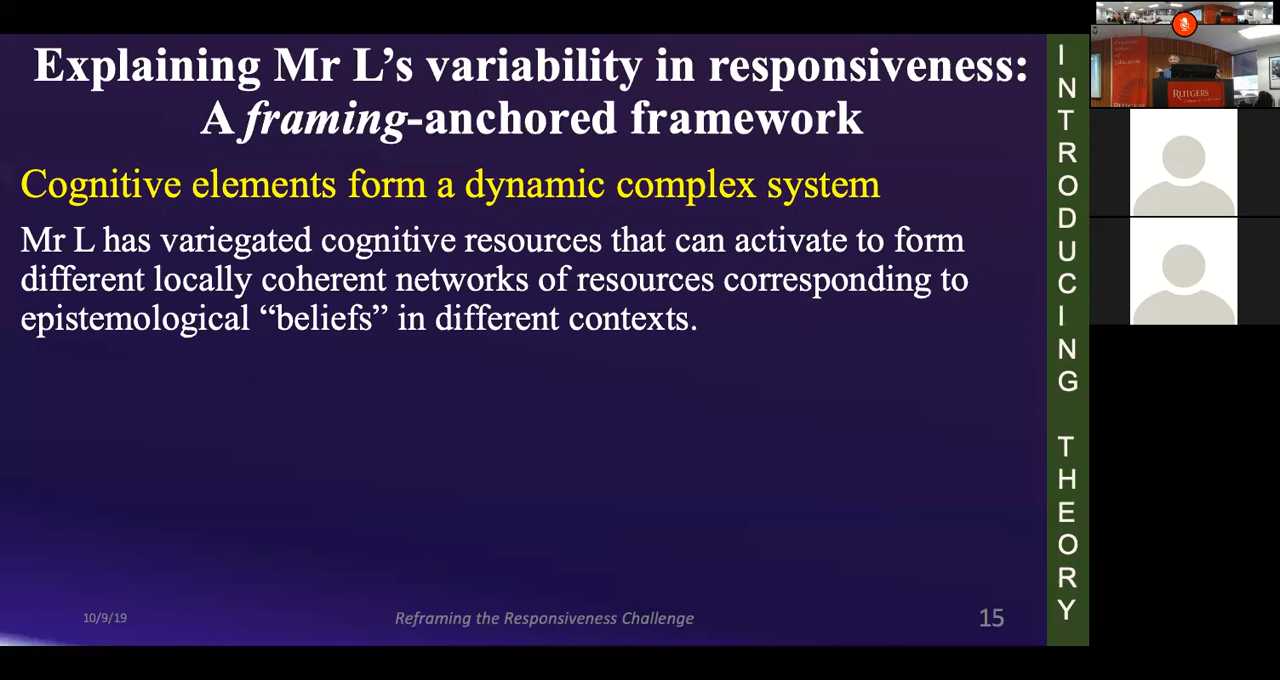 Explaining Mr L’s variability in responsiveness:
A framing-anchored framework
Cognitive elements form a dynamic complex system
Mr L has variegated cognitive resources that can activate to form
different locally coherent networks of resources corresponding to
epistemological “beliefs” in different contexts.
10/9/19
Reframing the Responsiveness Challenge
15
INTRODUCING THEORY
RUTGERS